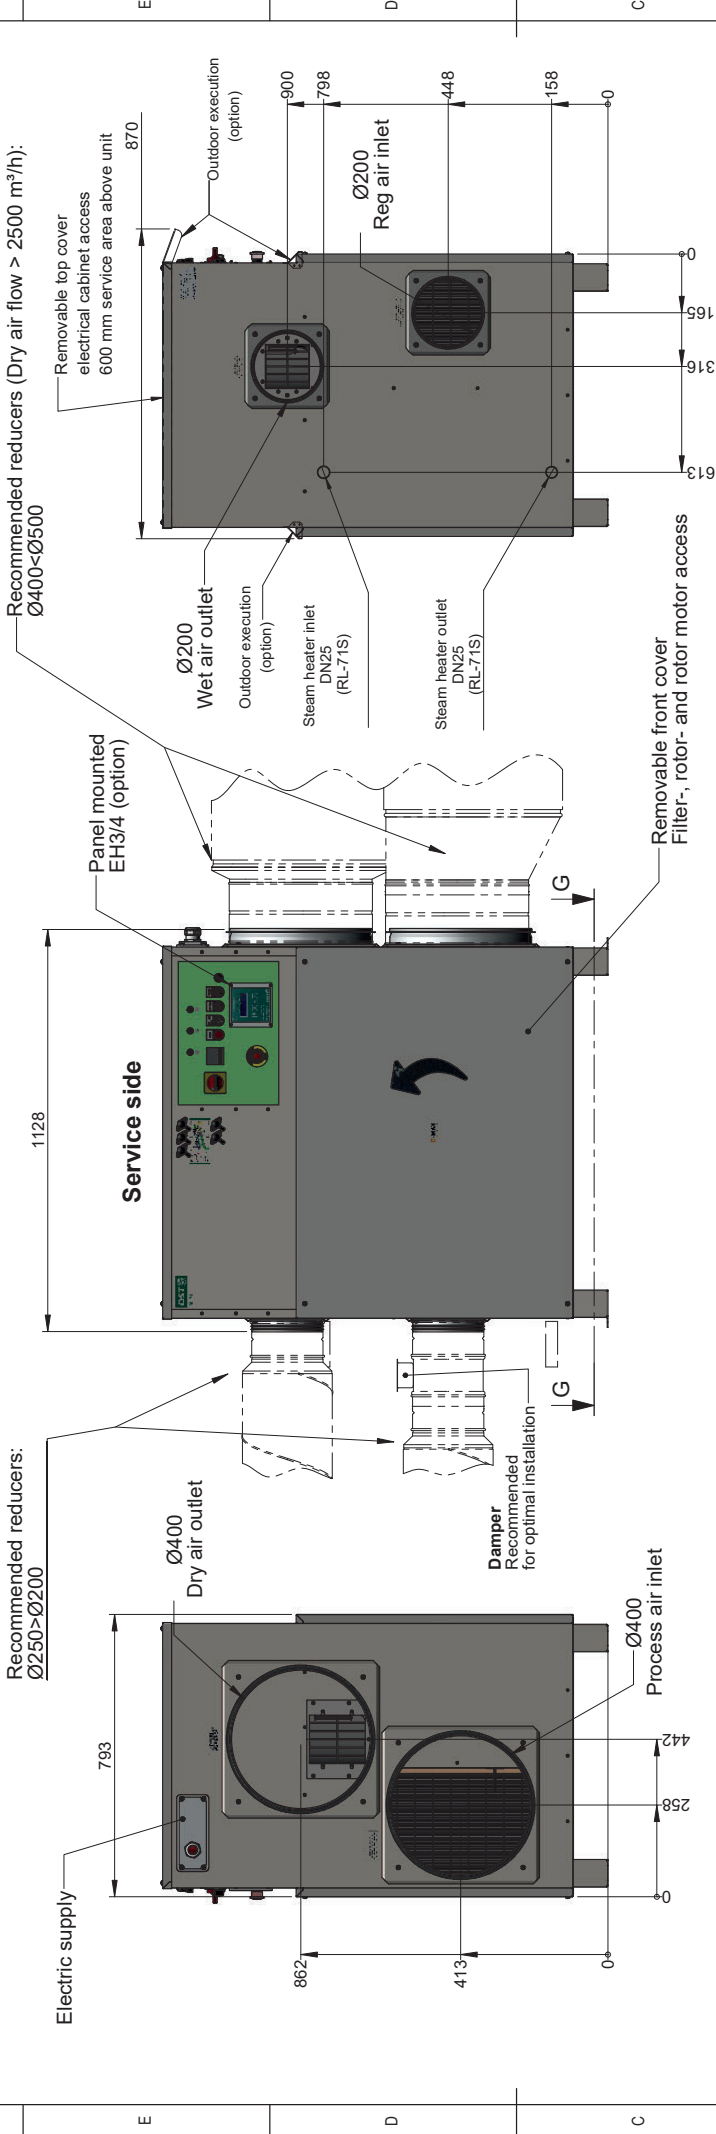 E
D
C
Recommended reducers:
Ø250>Ø200
Electric supply
793
Ø400
Dry air outlet
862
413
0
0
258
442
Ø400
Process air inlet
Damper
Recommended
for optimal installation
1128
Service side
Panel mounted
EH3/4 (option)
DST
G
G
Removable front cover
Filter-, rotor- and rotor motor access
Recommended reducers (Dry air flow > 2500 m³/h):
Ø400<Ø500
Removable top cover
electrical cabinet access
600 mm service area above unit
870
Outdoor execution
(option)
Ø200
Wet air outlet
Outdoor execution
(option)
Steam heater inlet
DN25
(RL-71S)
Steam heater outlet
DN25
(RL-71S)
Ø200
Reg air inlet
900
798
448
158
0
0
165
316
613
E
D
C